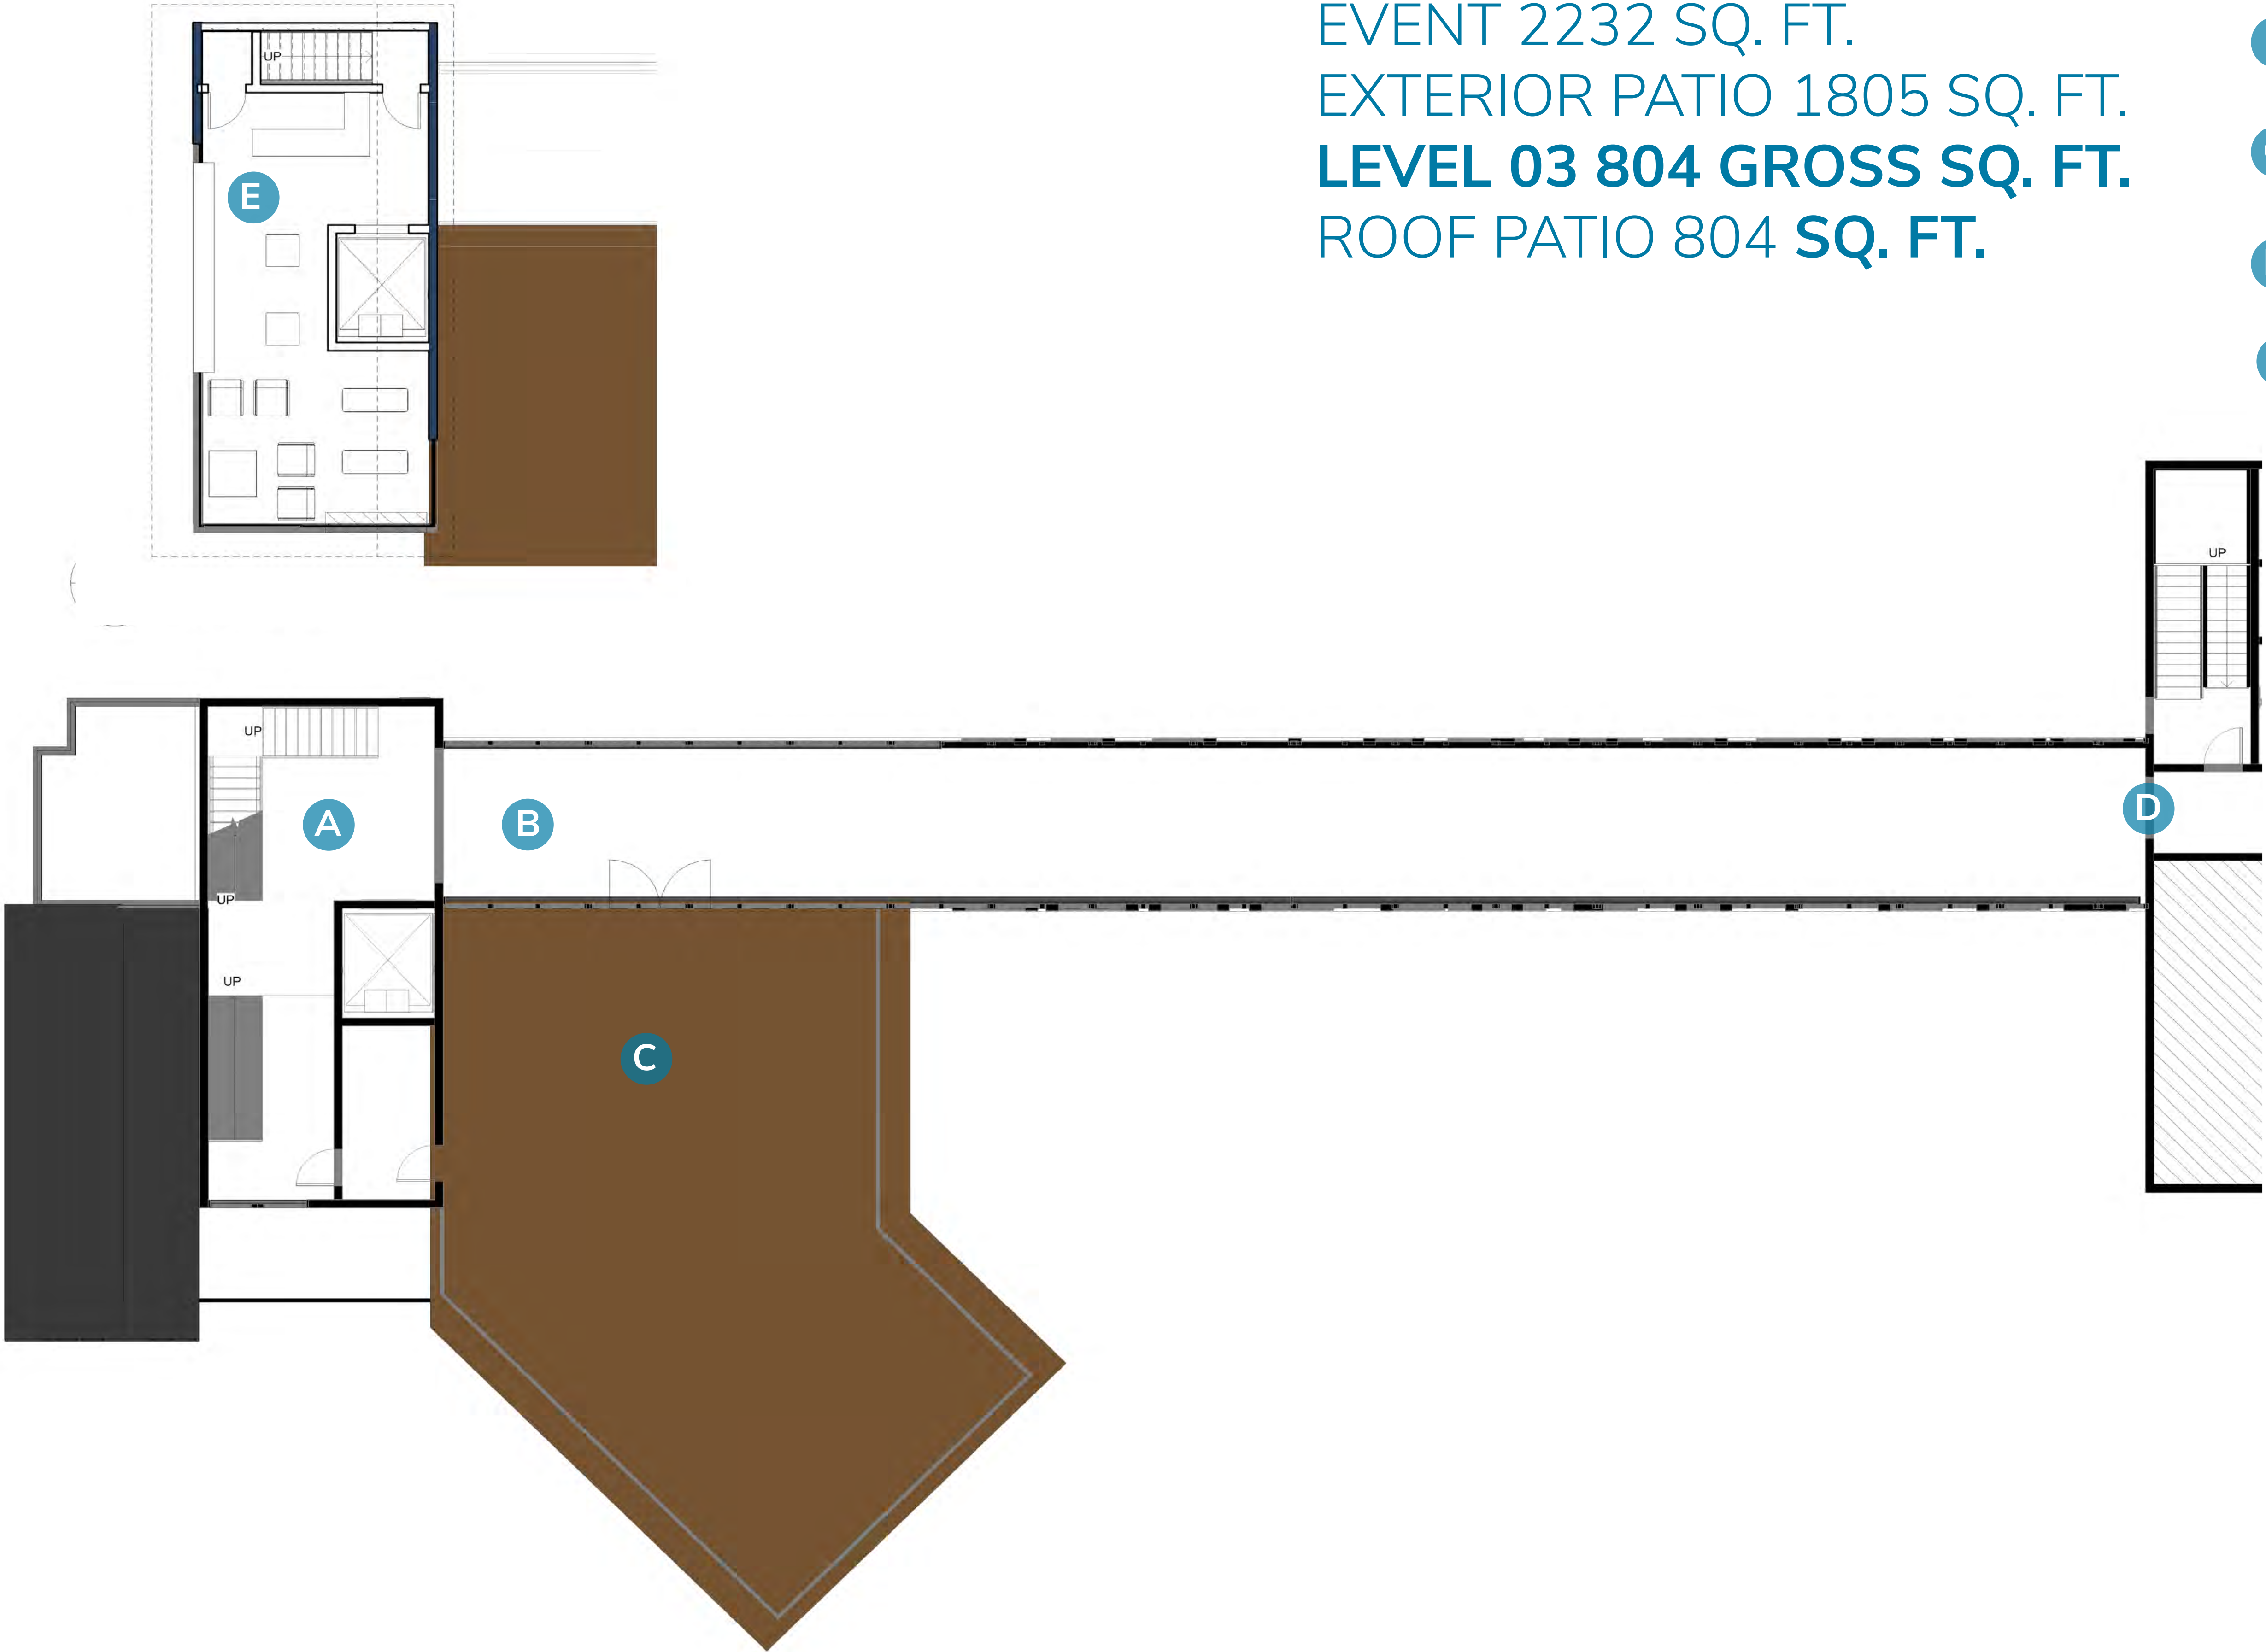 EVENT 2232 SQ. FT.
EXTERIOR PATIO 1805 SQ. FT.
LEVEL 03 804 GROSS SQ. FT.
ROOF PATIO 804 SQ. FT.
UP
E
UP
UP
A
B
D
UP
UP
C